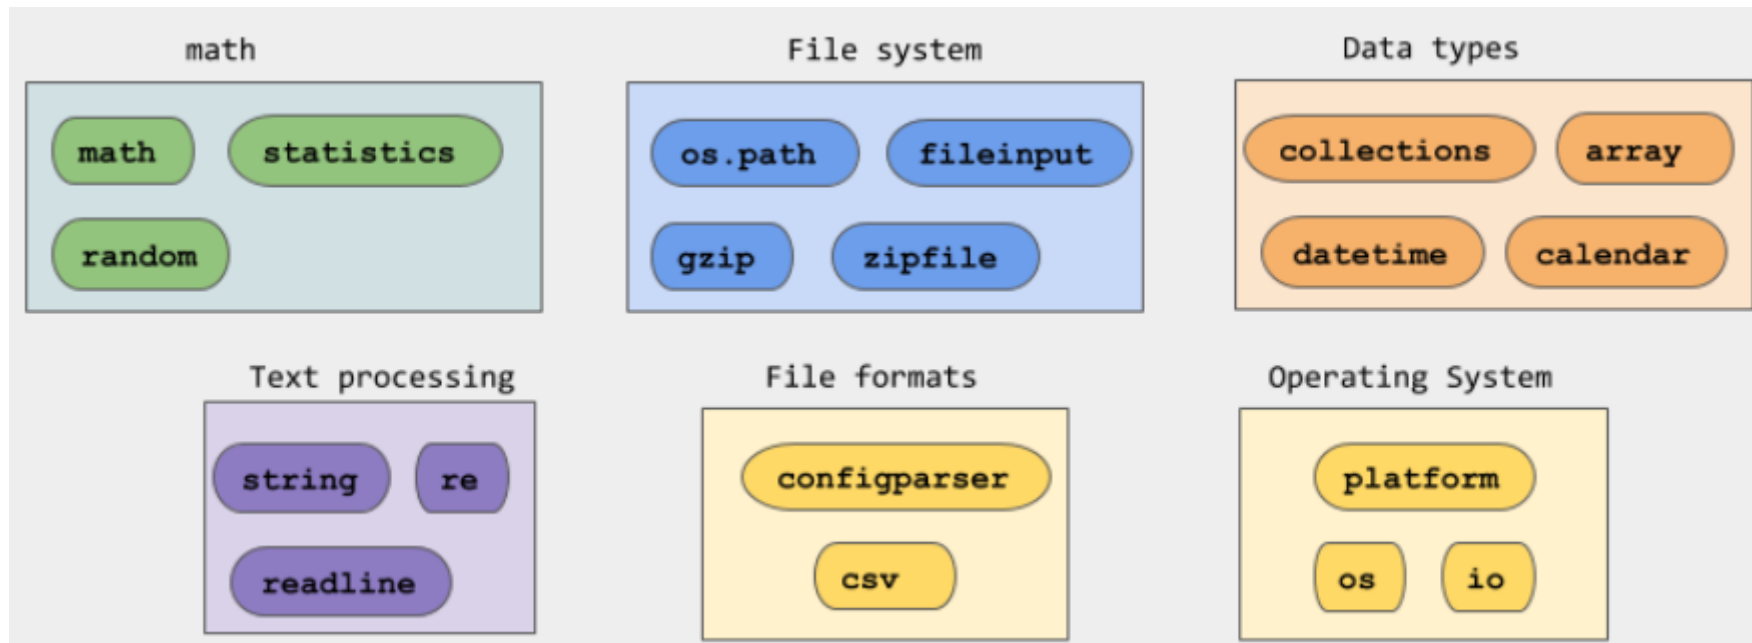 math
math statistics
random
File system
os.path fileinput
gzip zipfile
Data types
collections array
datetime calendar
Text processing
string re
readline
File formats
configparser
csv
Operating System
platform
os io